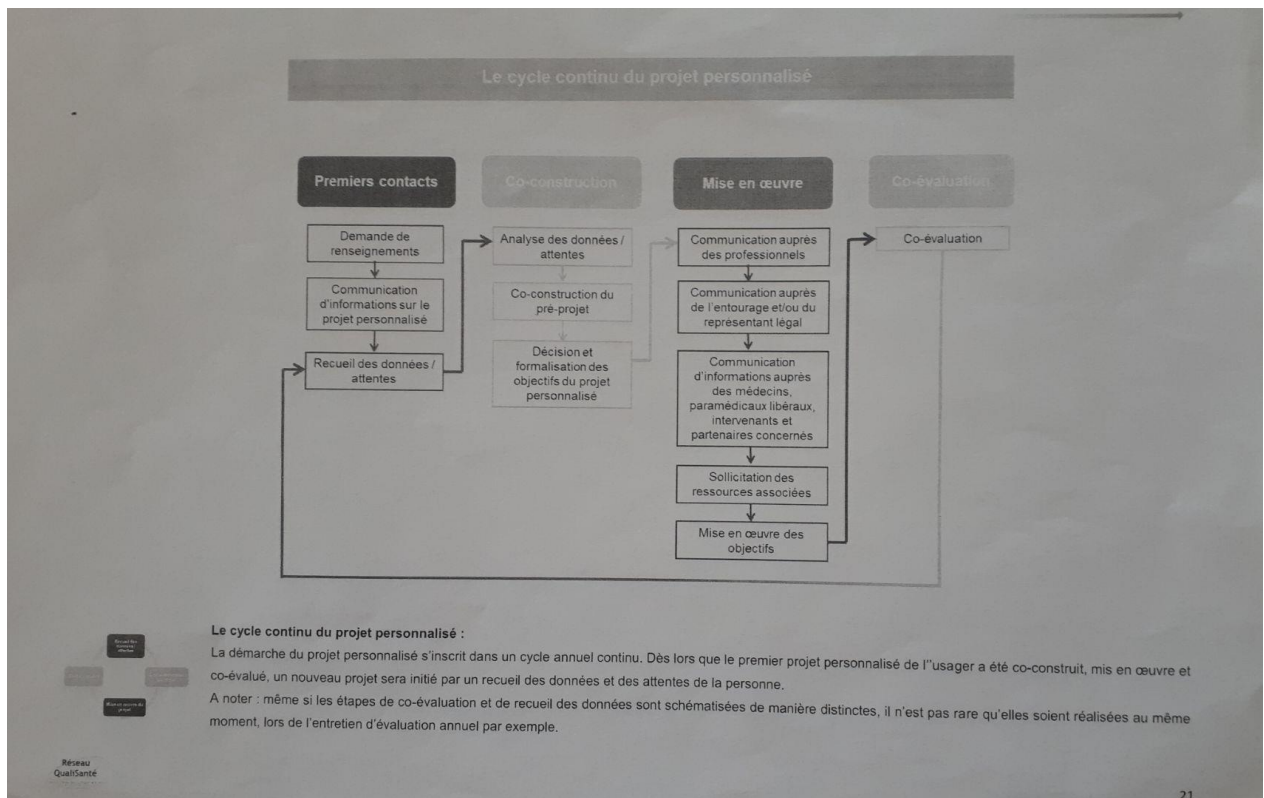 Le cycle continu du projet personnalisé
Premiers contacts
Co-construction
Mise en œuvre
Co-évaluation
Demande de
renseignements
Communication
d'informations sur le
projet personnalisé
Recueil des données /
attentes
Analyse des données /
attentes
Co-construction du
pré-projet
Décision et
formalisation des
objectifs du projet
personnalisé
Communication auprès
des professionnels
Communication auprès
de l'entourage et/ou du
représentant légal
Communication
d'informations auprès
des médecins,
paramédicaux libéraux,
intervenants et
partenaires concernés
Sollicitation des
ressources associées
Mise en œuvre des
objectifs
Co-évaluation
Le cycle continu du projet personnalisé :
La démarche du projet personnalisé s'inscrit dans un cycle annuel continu. Dès lors que le premier projet personnalisé de l''usager a été co-construit, mis en œuvre et
co-évalué, un nouveau projet sera initié par un recueil des données et des attentes de la personne.
A noter : même si les étapes de co-évaluation et de recueil des données sont schématisées de manière distinctes, il n'est pas rare qu'elles soient réalisées au même
moment, lors de l'entretien d'évaluation annuel par exemple.
Réseau
QualiSanté
21